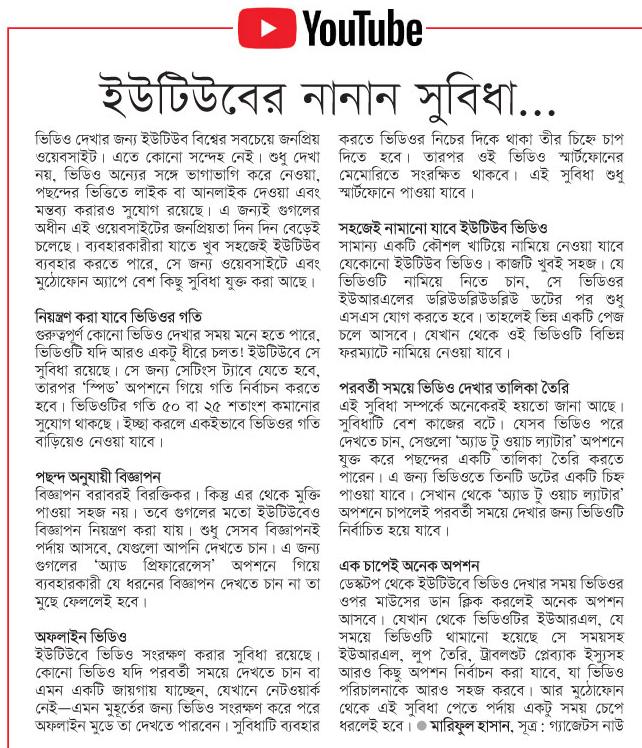 YouTube
ইউটিউবের নানান সুবিধা...
ভিডিও দেখার জন্য ইউটিউব বিশ্বের সবচেয়ে জনপ্রিয়
ওয়েবসাইট। এতে কোনো সন্দেহ নেই। শুধু দেখা
নয়, ভিডিও অন্যের সঙ্গে ভাগাভাগি করে নেওয়া,
পছন্দের ভিত্তিতে লাইক বা আনলাইক দেওয়া এবং
মন্তব্য করারও সুযোগ রয়েছে। এ জন্যই গুগলের
অধীন এই ওয়েবসাইটের জনপ্রিয়তা দিন দিন বেড়েই
চলেছে। ব্যবহারকারীরা যাতে খুব সহজেই ইউটিউব
ব্যবহার করতে পারে, সে জন্য ওয়েবসাইটে এবং
মুঠোফোন অ্যাপে বেশ কিছু সুবিধা যুক্ত করা আছে।
নিয়ন্ত্রণ করা যাবে ভিডিওর গতি
গুরুত্বপূর্ণ কোনো ভিডিও দেখার সময় মনে হতে পারে,
ভিডিওটি যদি আরও একটু ধীরে চলত! ইউটিউবে সে
সুবিধা রয়েছে। সে জন্য সেটিংস ট্যাবে যেতে হবে,
তারপর ‘স্পিড’ অপশনে গিয়ে গতি নির্বাচন করতে
হবে। ভিডিওটির গতি ৫০ বা ২৫ শতাংশ কমানোর
সুযোগ থাকছে। ইচ্ছা করলে একইভাবে ভিডিওর গতি
বাড়িয়েও নেওয়া যাবে।
পছন্দ অনুযায়ী বিজ্ঞাপন
বিজ্ঞাপন বরাবরই বিরক্তিকর। কিন্তু এর থেকে মুক্তি
পাওয়া সহজ নয়। তবে গুগলের মতো ইউটিউবেও
বিজ্ঞাপন নিয়ন্ত্রণ করা যায়। শুধু সেসব বিজ্ঞাপনই
পর্দায় আসবে, যেগুলো আপনি দেখতে চান। এ জন্য
গুগলের ‘অ্যাড প্রিফারেন্সেস’ অপশনে গিয়ে
ব্যবহারকারী যে ধরনের বিজ্ঞাপন দেখতে চান না তা
মুছে ফেললেই হবে।
অফলাইন ভিডিও
ইউটিউবে ভিডিও সংরক্ষণ করার সুবিধা রয়েছে।
কোনো ভিডিও যদি পরবর্তী সময়ে দেখতে চান বা
এমন একটি জায়গায় যাচ্ছেন, যেখানে নেটওয়ার্ক
নেই—এমন মুহূর্তের জন্য ভিডিও সংরক্ষণ করে পরে
অফলাইন মুডে তা দেখতে পারবেন। সুবিধাটি ব্যবহার
করতে ভিডিওর নিচের দিকে থাকা তীর চিহ্নে চাপ
দিতে হবে। তারপর ওই ভিডিও স্মার্টফোনের
মেমোরিতে সংরক্ষিত থাকবে। এই সুবিধা শুধু
স্মার্টফোনে পাওয়া যাবে।
সহজেই নামানো যাবে ইউটিউব ভিডিও
সামান্য একটি কৌশল খাটিয়ে নামিয়ে নেওয়া যাবে
যেকোনো ইউটিউব ভিডিও। কাজটি খুবই সহজ। যে
ভিডিওটি নামিয়ে নিতে চান, সে ভিডিওর
ইউআরএলের ডব্লিউডব্লিউডব্লিউ ডটের পর শুধু
এসএস যোগ করতে হবে। তাহলেই ভিন্ন একটি পেজ
চলে আসবে। যেখান থেকে ওই ভিডিওটি বিভিন্ন
ফরম্যাটে নামিয়ে নেওয়া যাবে।
পরবর্তী সময়ে ভিডিও দেখার তালিকা তৈরি
এই সুবিধা সম্পর্কে অনেকেরই হয়তো জানা আছে।
সুবিধাটি বেশ কাজের বটে। যেসব ভিডিও পরে
দেখতে চান, সেগুলো ‘অ্যাড টু ওয়াচ ল্যাটার’ অপশনে
যুক্ত করে পছন্দের একটি তালিকা তৈরি করতে
পারেন। এ জন্য ভিডিওতে তিনটি ডটের একটি চিহ্ন
পাওয়া যাবে। সেখান থেকে ‘অ্যাড টু ওয়াচ ল্যাটার’
অপশনে চাপলেই পরবর্তী সময়ে দেখার জন্য ভিডিওটি
নির্বাচিত হয়ে যাবে।
এক চাপেই অনেক অপশন
ডেস্কটপ থেকে ইউটিউবে ভিডিও দেখার সময় ভিডিওর
ওপর মাউসের ডান ক্লিক করলেই অনেক অপশন
আসবে। যেখান থেকে ভিডিওটির ইউআরএল, যে
সময়ে ভিডিওটি থামানো হয়েছে সে সময়সহ
ইউআরএল, লুপ তৈরি, ট্রাবলশুট প্লেব্যাক ইস্যুসহ
আরও কিছু অপশন নির্বাচন করা যাবে, যা ভিডিও
পরিচালনাকে আরও সহজ করবে। আর মুঠোফোন
থেকে এই সুবিধা পেতে পর্দায় একটু সময় চেপে
ধরলেই হবে। ● মারিফুল হাসান, সূত্র : গ্যাজেটস নাউ